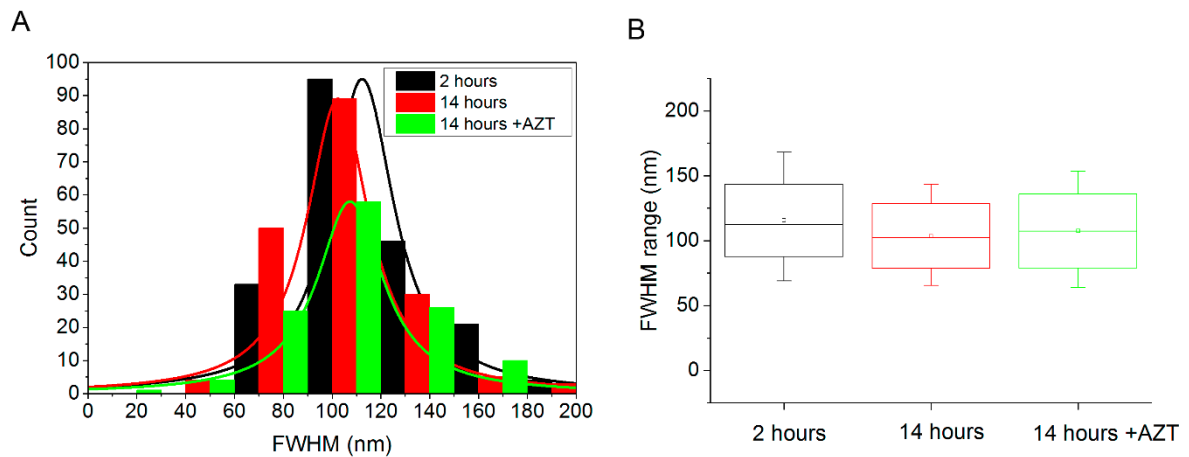 A
Count
100
90
80
70
60
50
40
30
20
10
0
0 20 40 60 80 100 120 140 160 180 200
FWHM (nm)
2 hours
14 hours
14 hours +AZT
B
FWHM range (nm)
200
150
100
50
0
2 hours 14 hours 14 hours +AZT